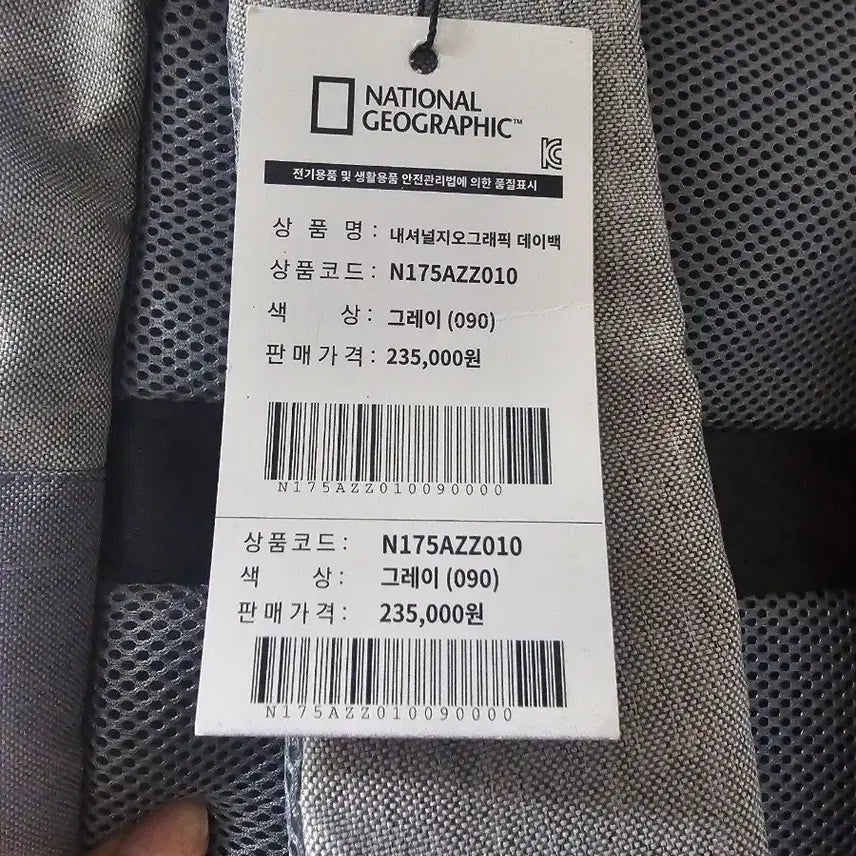 NATIONAL
GEOGRAPHIC™
KC
전기용품 및 생활용품 안전관리법에 의한 품질표시
상 품 명 : 내셔널지오그래픽 데이백
상품코드 : N175AZZ010
색 상 : 그레이 (090)
판매가격 : 235,000원
N175AZZ010090000
상품코드 : N175AZZ010
색 상 : 그레이 (090)
판매가격 : 235,000원
N175AZZ010090000